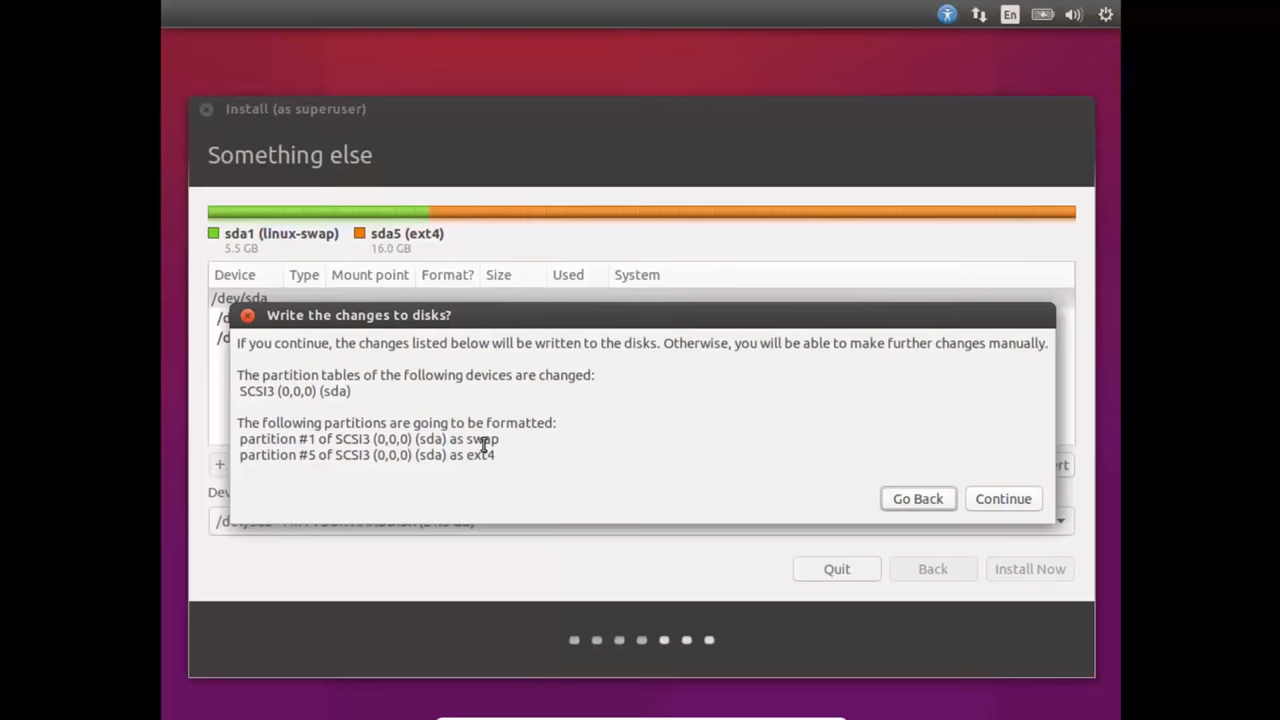 En
Install (as superuser)
Something else
sda1 (linux-swap) sda5 (ext4)
5.5 GB 16.0 GB
Device Type Mount point Format? Size Used System
/dev/sda
Write the changes to disks?
If you continue, the changes listed below will be written to the disks. Otherwise, you will be able to make further changes manually.
The partition tables of the following devices are changed:
SCSI3 (0,0,0) (sda)
The following partitions are going to be formatted:
partition #1 of SCSI3 (0,0,0) (sda) as swap
partition #5 of SCSI3 (0,0,0) (sda) as ext4
+
Go Back Continue
Quit Back Install Now